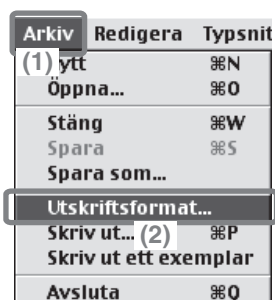 Arkiv Redigera Typsnit
(1) ytt ⌘N
Öppna... ⌘O
Stäng ⌘W
Spara ⌘S
Spara som...
Utskriftsformat...
Skriv ut... (2) ⌘P
Skriv ut ett exemplar
Avsluta ⌘Q